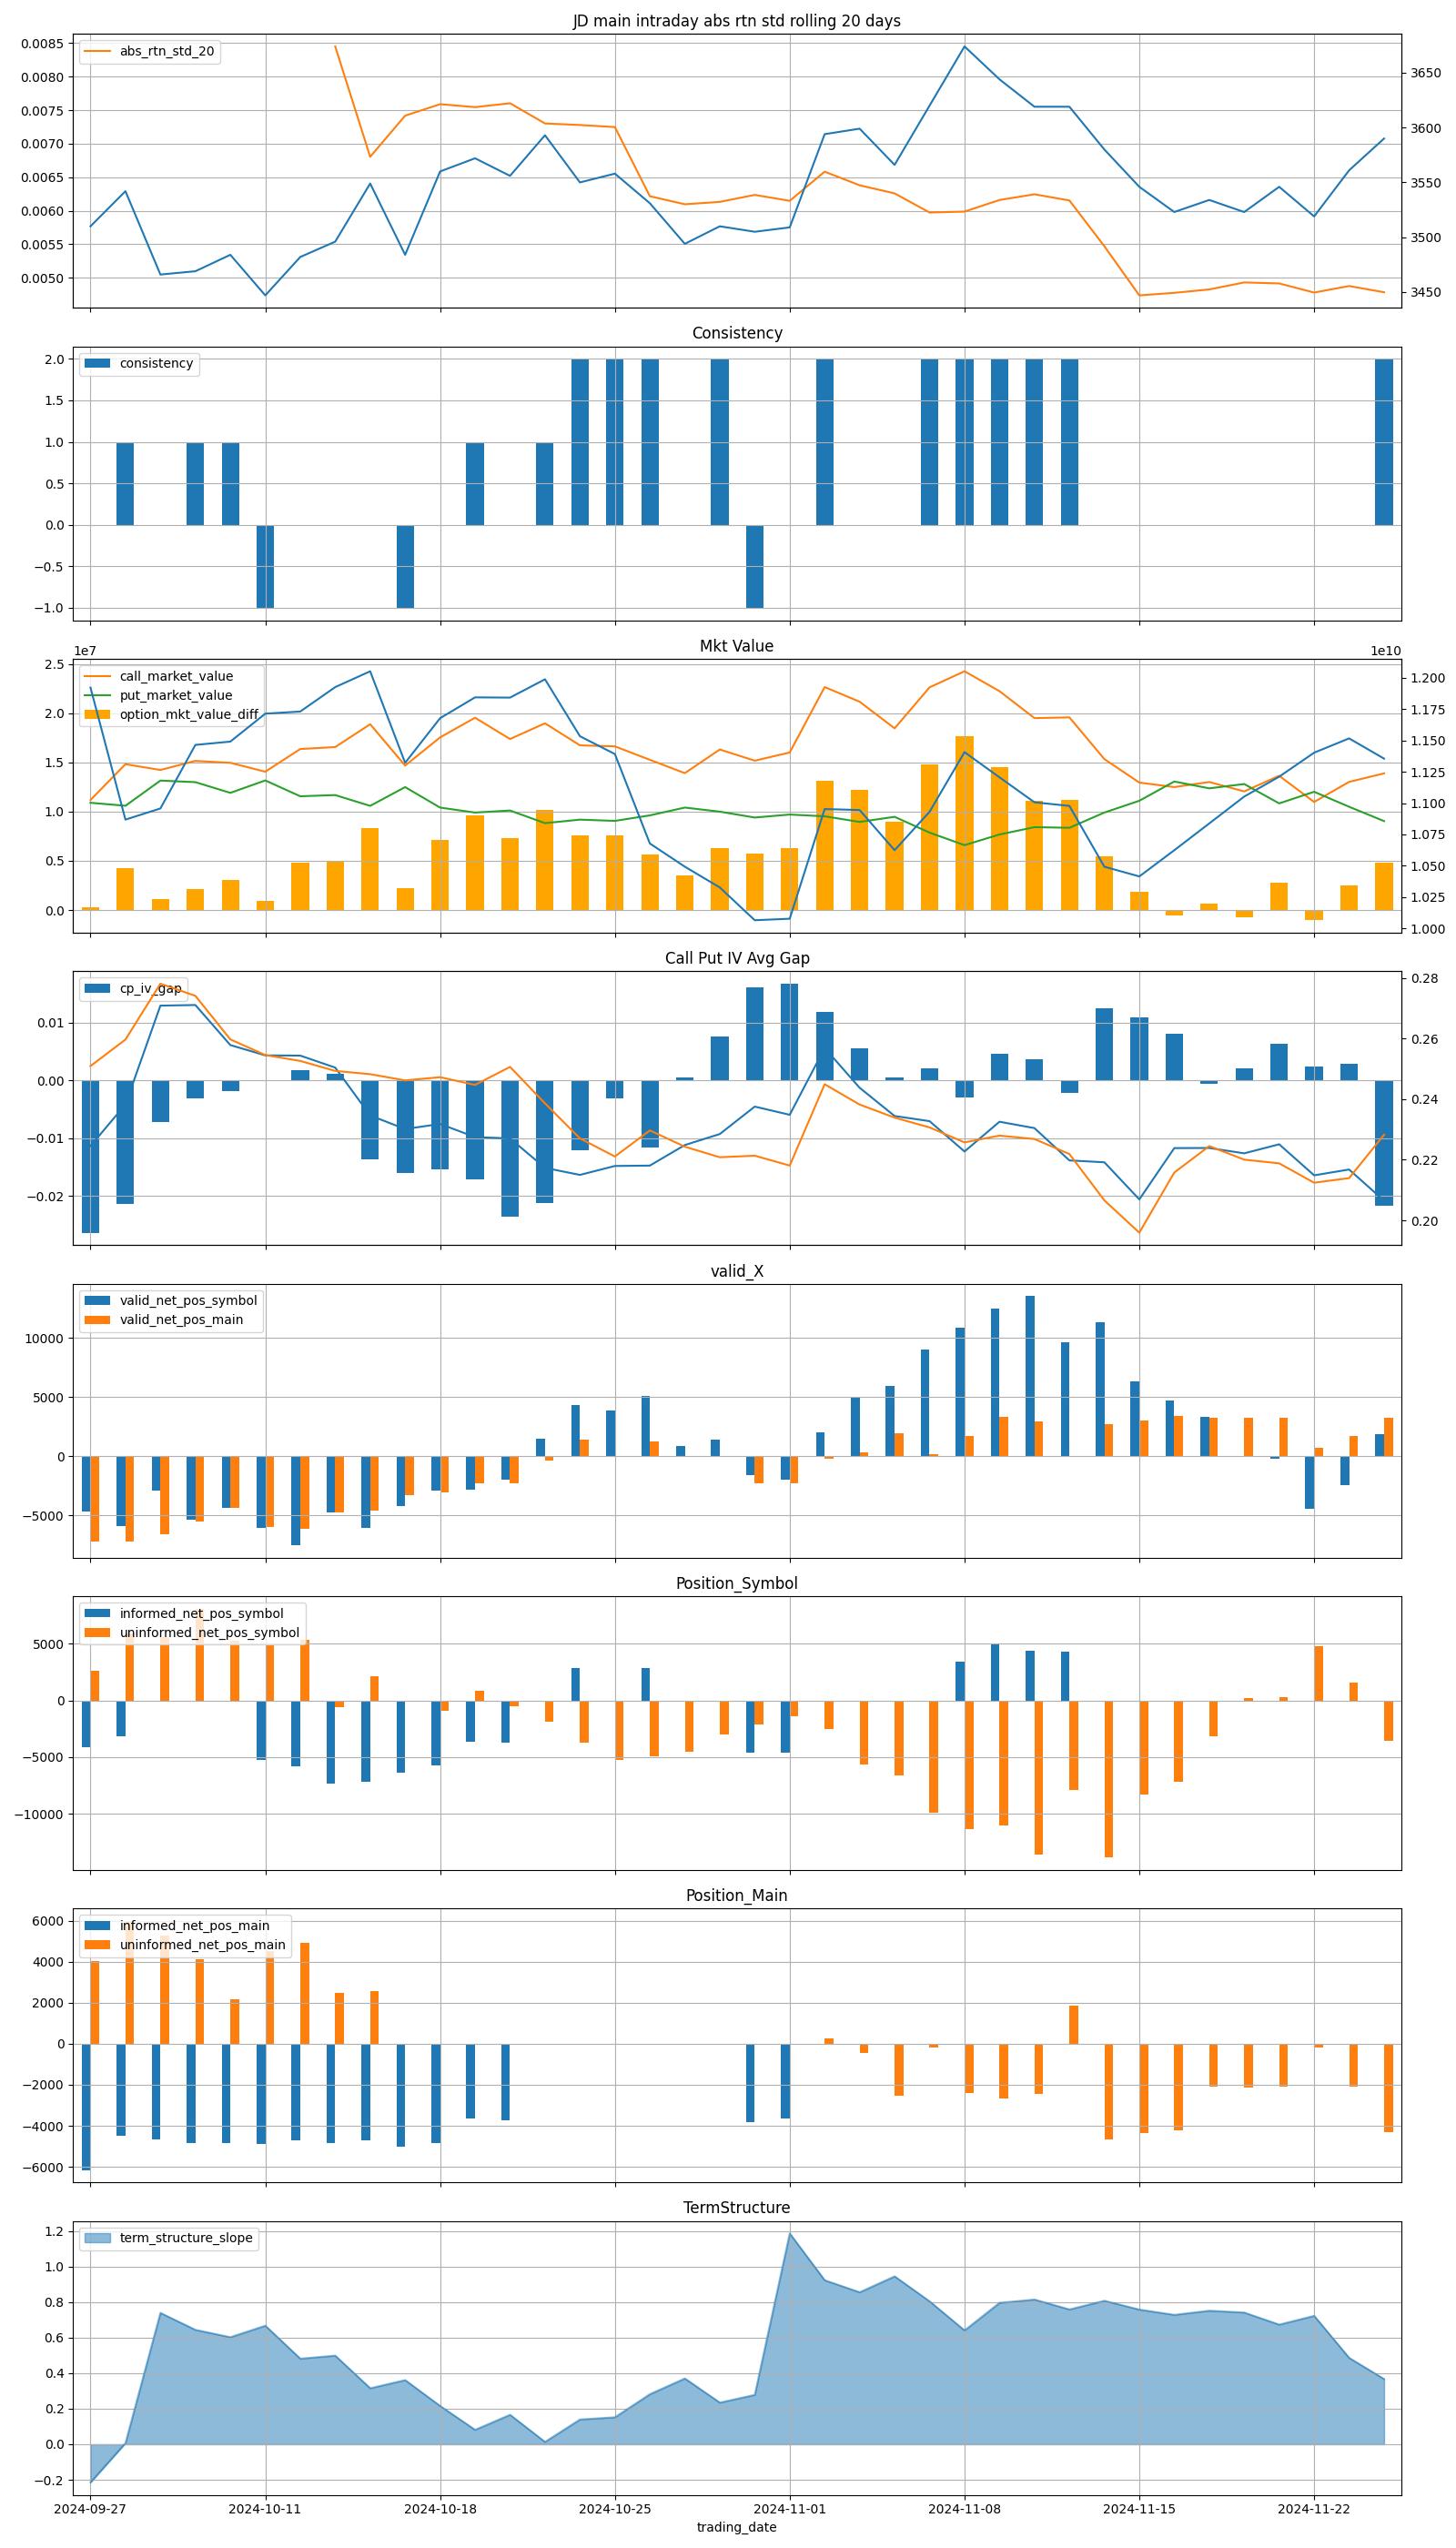 JD main intraday abs rtn std rolling 20 days
abs_rtn_std_20
0.0085
0.0080
0.0075
0.0070
0.0065
0.0060
0.0055
0.0050
3650
3600
3550
3500
3450
Consistency
consistency
2.0
1.5
1.0
0.5
0.0
−0.5
−1.0
Mkt Value
1e7
1e10
call_market_value
put_market_value
option_mkt_value_diff
2.5
2.0
1.5
1.0
0.5
0.0
1.200
1.175
1.150
1.125
1.100
1.075
1.050
1.025
1.000
Call Put IV Avg Gap
cp_iv_gap
0.01
0.00
−0.01
−0.02
0.28
0.26
0.24
0.22
0.20
valid_X
valid_net_pos_symbol
valid_net_pos_main
10000
5000
0
−5000
Position_Symbol
informed_net_pos_symbol
uninformed_net_pos_symbol
5000
0
−5000
−10000
Position_Main
informed_net_pos_main
uninformed_net_pos_main
6000
4000
2000
0
−2000
−4000
−6000
TermStructure
term_structure_slope
1.2
1.0
0.8
0.6
0.4
0.2
0.0
−0.2
2024-09-27 2024-10-11 2024-10-18 2024-10-25 2024-11-01 2024-11-08 2024-11-15 2024-11-22
trading_date